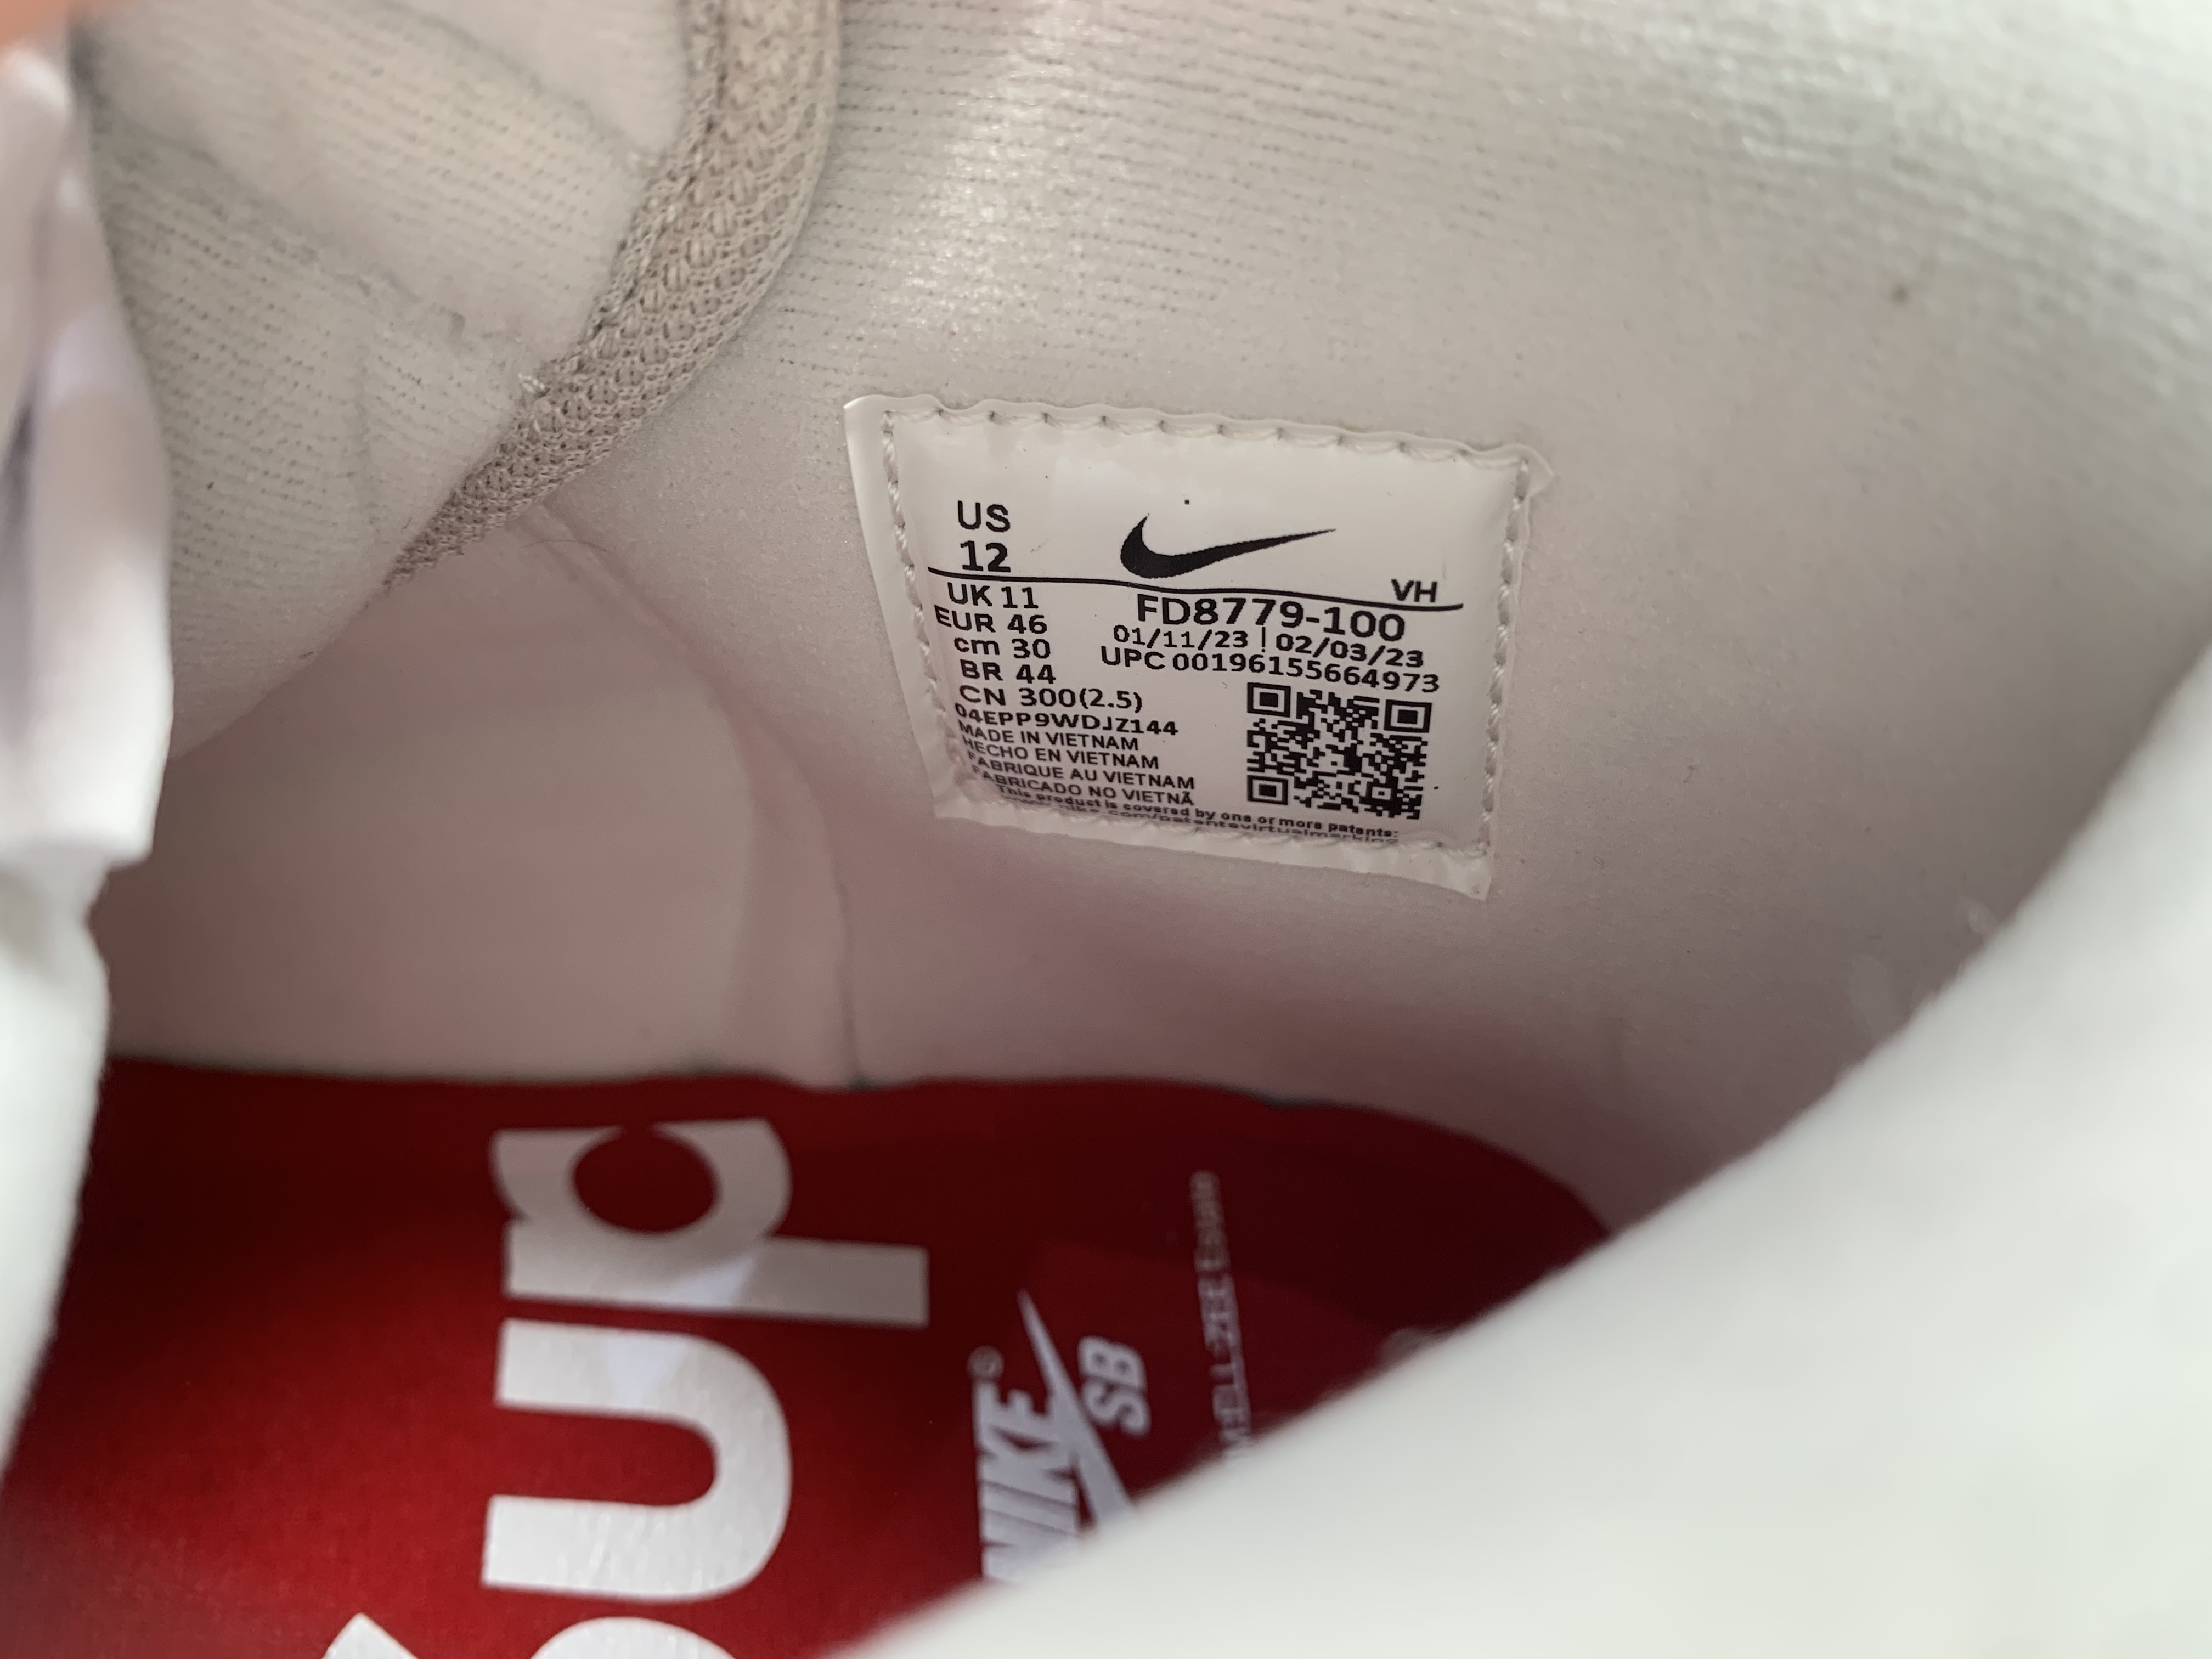 US
12
VH
UK 11
EUR 46
cm 30
BR 44
CN 300(2.5)
FD8779-100
01/11/23 | 02/03/23
UPC 00196155664973
04EPP9WDJZ144
MADE IN VIETNAM
HECHO EN VIETNAM
FABRIQUE AU VIETNAM
FABRICADO NO VIETNÃ
This product is covered by one or more patents:
Sup
NIKE
SB